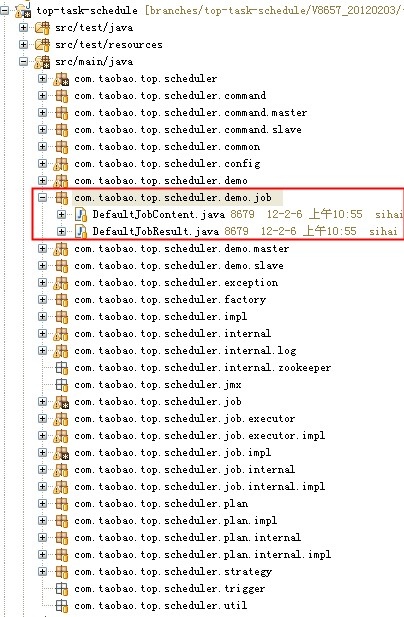 top-task-schedule [branches/top-task-schedule/V8657_20120203/
src/test/java
src/test/resources
src/main/java
com.taobao.top.scheduler
com.taobao.top.scheduler.command
com.taobao.top.scheduler.command.master
com.taobao.top.scheduler.command.slave
com.taobao.top.scheduler.common
com.taobao.top.scheduler.config
com.taobao.top.scheduler.demo
com.taobao.top.scheduler.demo.job
DefaultJobContent.java 8679 12-2-6 上午10:55 sihai
DefaultJobResult.java 8679 12-2-6 上午10:55 sihai
com.taobao.top.scheduler.demo.master
com.taobao.top.scheduler.demo.slave
com.taobao.top.scheduler.exception
com.taobao.top.scheduler.factory
com.taobao.top.scheduler.impl
com.taobao.top.scheduler.internal
com.taobao.top.scheduler.internal.log
com.taobao.top.scheduler.internal.zookeeper
com.taobao.top.scheduler.jmx
com.taobao.top.scheduler.job
com.taobao.top.scheduler.job.executor
com.taobao.top.scheduler.job.executor.impl
com.taobao.top.scheduler.job.impl
com.taobao.top.scheduler.job.internal
com.taobao.top.scheduler.job.internal.impl
com.taobao.top.scheduler.plan
com.taobao.top.scheduler.plan.impl
com.taobao.top.scheduler.plan.internal
com.taobao.top.scheduler.plan.internal.impl
com.taobao.top.scheduler.strategy
com.taobao.top.scheduler.trigger
com.taobao.top.scheduler.util